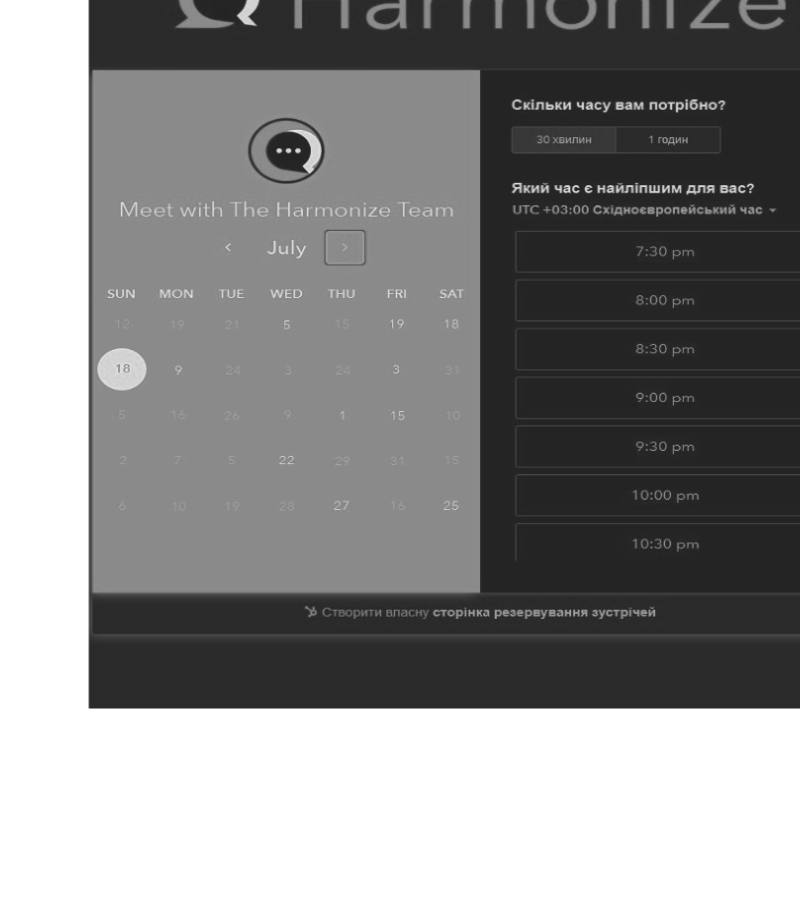 Harmonize
Meet with The Harmonize Team
July
SUN MON TUE WED THU FRI SAT
12 19 21 5 15 19 18
18 9 24 3 24 3 31
5 16 26 9 1 15 10
2 7 5 22 29 31 15
6 10 19 28 27 16 25
Скільки часу вам потрібно?
30 хвилин 1 годин
Який час є найліпшим для вас?
UTC +03:00 Східноєвропейський час
7:30 pm
8:00 pm
8:30 pm
9:00 pm
9:30 pm
10:00 pm
10:30 pm
Створити власну сторінка резервування зустрічей